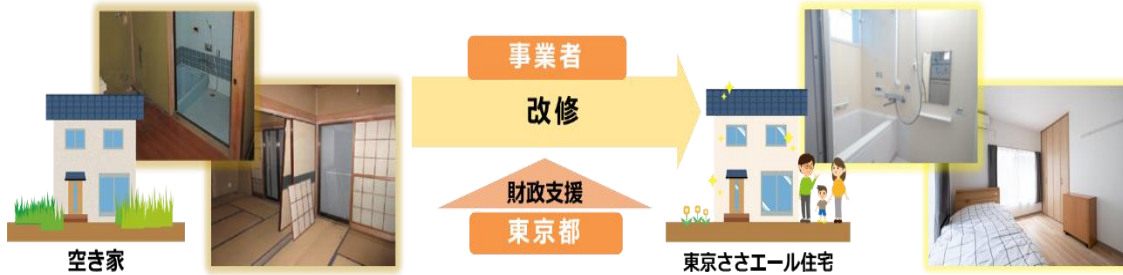 事業者
改修
財政支援
東京都
空き家
東京ささエール住宅